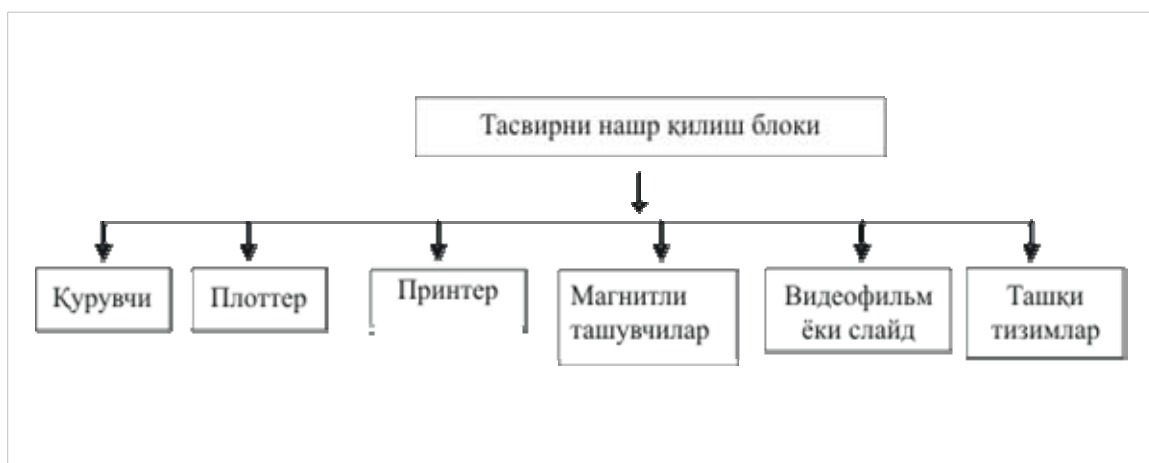 Тасвирни нашр қилиш блоки
Қурувчи
Плоттер
Принтер
Магнитли
ташувчилар
Видеофильм
ёки слайд
Ташқи
тизимлар